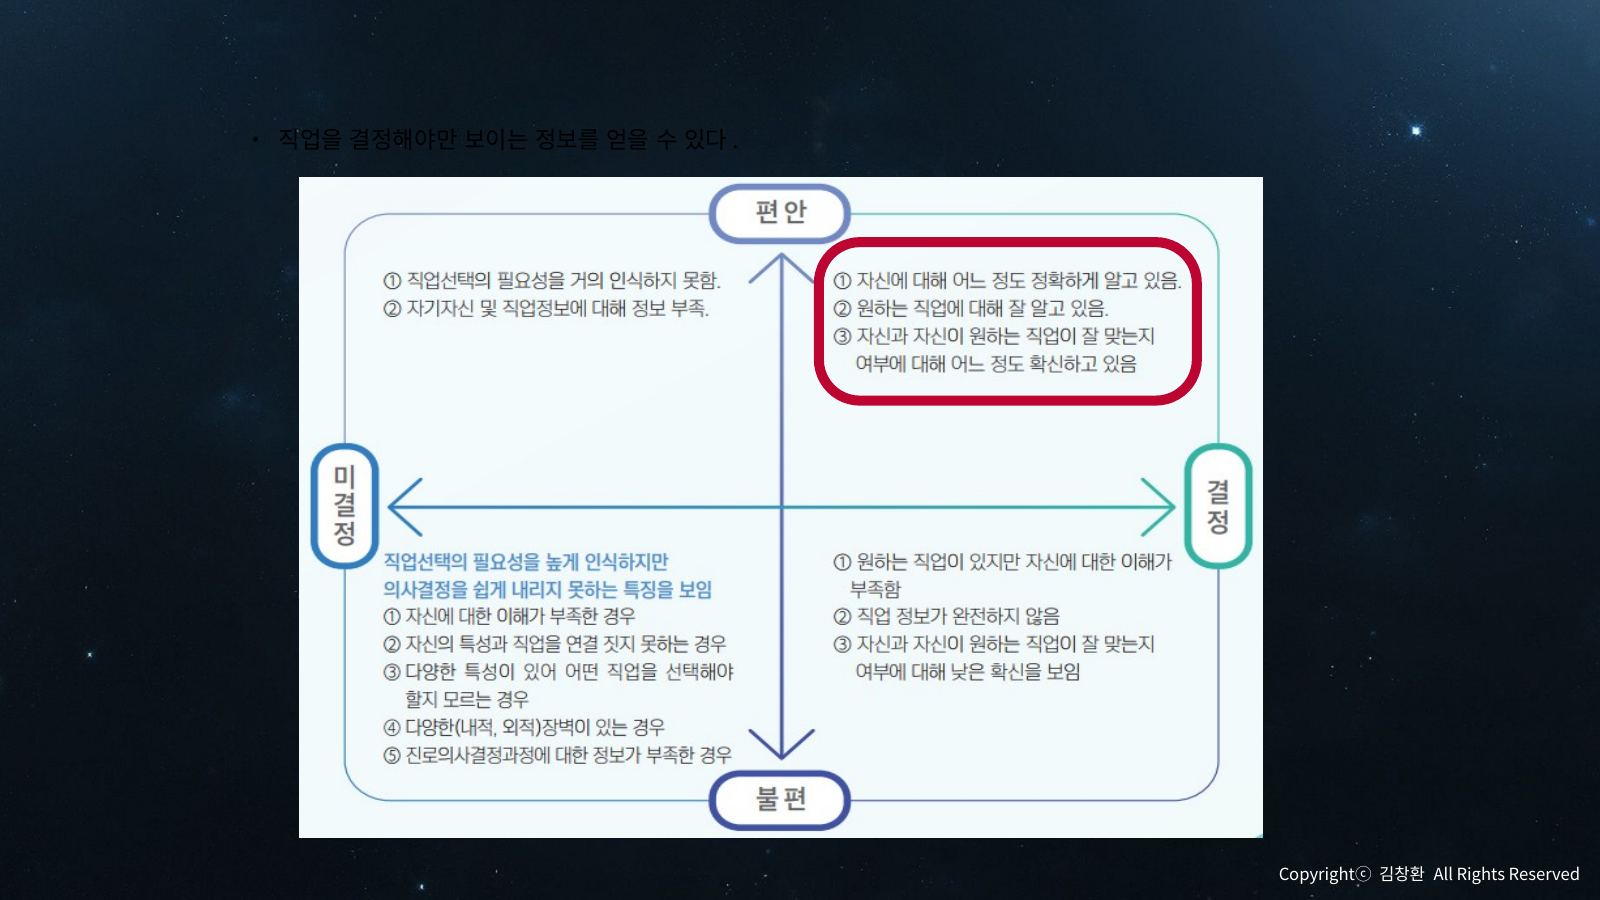 • 직업을 결정해야만 보이는 정보를 얻을 수 있다 .
편안
① 직업선택의 필요성을 거의 인식하지 못함.
② 자기자신 및 직업정보에 대해 정보 부족.
① 자신에 대해 어느 정도 정확하게 알고 있음.
② 원하는 직업에 대해 잘 알고 있음.
③ 자신과 자신이 원하는 직업이 잘 맞는지
여부에 대해 어느 정도 확신하고 있음
미결정
결정
직업선택의 필요성을 높게 인식하지만
의사결정을 쉽게 내리지 못하는 특징을 보임
① 자신에 대한 이해가 부족한 경우
② 자신의 특성과 직업을 연결 짓지 못하는 경우
③ 다양한 특성이 있어 어떤 직업을 선택해야
할지 모르는 경우
④ 다양한(내적, 외적)장벽이 있는 경우
⑤ 진로의사결정과정에 대한 정보가 부족한 경우
① 원하는 직업이 있지만 자신에 대한 이해가
부족함
② 직업 정보가 완전하지 않음
③ 자신과 자신이 원하는 직업이 잘 맞는지
여부에 대해 낮은 확신을 보임
불편
Copyrightⓒ 김창환 All Rights Reserved